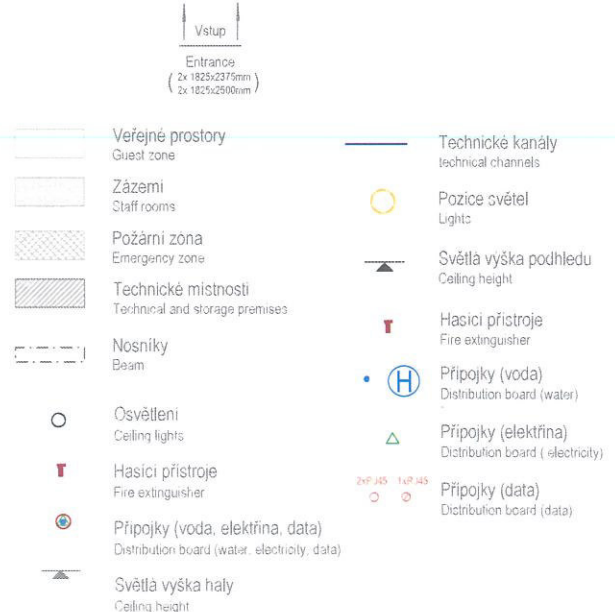 Vstup
Entrance
( 2x 1825x2375mm
2x 1825x2500mm )
Veřejné prostory
Guest zone
Zázemí
Staff rooms
Požární zóna
Emergency zone
Technické místnosti
Technical and storage premises
Nosníky
Beam
Osvětlení
Ceiling lights
Hasicí přístroje
Fire extinguisher
Přípojky (voda, elektřina, data)
Distribution board (water, electricity, data)
Světlá výška haly
Ceiling height
Technické kanály
technical channels
Pozice světel
Lights
Světlá výška podhledu
Ceiling height
Hasicí přístroje
Fire extinguisher
H
Přípojky (voda)
Distribution board (water)
Přípojky (elektřina)
Distribution board ( electricity)
2xRJ45 1xRJ45
Přípojky (data)
Distribution board (data)